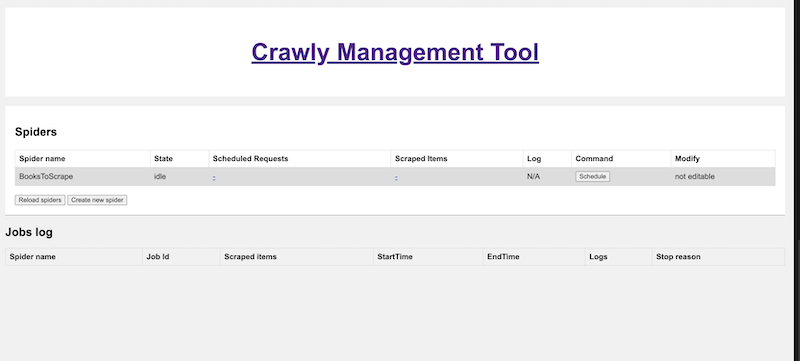 Crawly Management Tool
Spiders
Spider name State Scheduled Requests Scraped Items Log Command Modify
BooksToScrape idle - - N/A Schedule not editable
Reload spiders Create new spider
Jobs log
Spider name Job Id Scraped items StartTime EndTime Logs Stop reason